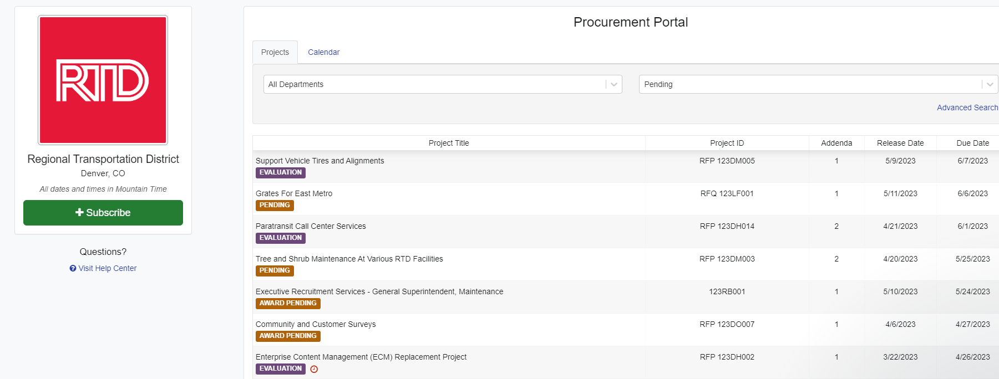 RTD
Regional Transportation District
Denver, CO
All dates and times in Mountain Time
Subscribe
Questions?
Visit Help Center
Procurement Portal
Projects Calendar
All Departments Pending
Advanced Search
Project Title Project ID Addenda Release Date Due Date
Support Vehicle Tires and Alignments RFP 123DM005 1 5/9/2023 6/7/2023
EVALUATION
Grates For East Metro RFQ 123LF001 1 5/11/2023 6/6/2023
PENDING
Paratransit Call Center Services RFP 123DH014 2 4/21/2023 6/1/2023
EVALUATION
Tree and Shrub Maintenance At Various RTD Facilities RFP 123DM003 2 4/20/2023 5/25/2023
PENDING
Executive Recruitment Services - General Superintendent, Maintenance 123RB001 1 5/10/2023 5/24/2023
AWARD PENDING
Community and Customer Surveys RFP 123DO007 1 4/6/2023 4/27/2023
AWARD PENDING
Enterprise Content Management (ECM) Replacement Project RFP 123DH002 1 3/22/2023 4/26/2023
EVALUATION